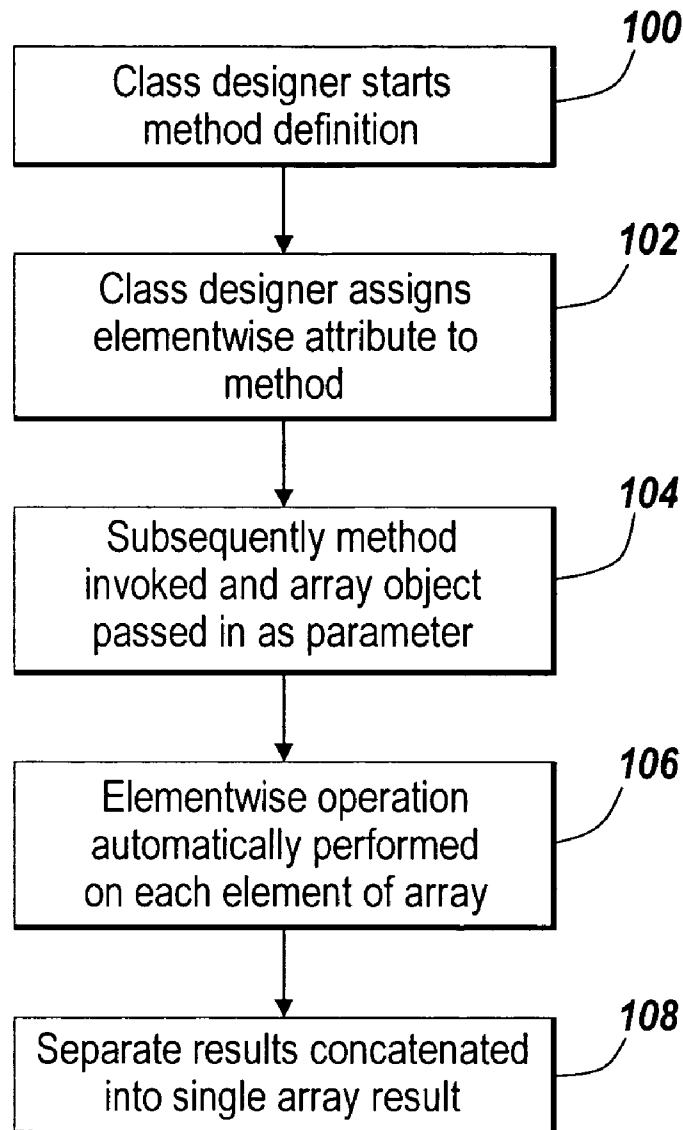 100
Class designer starts
method definition
102
Class designer assigns
elementwise attribute to
method
104
Subsequently method
invoked and array object
passed in as parameter
106
Elementwise operation
automatically performed
on each element of array
108
Separate results concatenated
into single array result